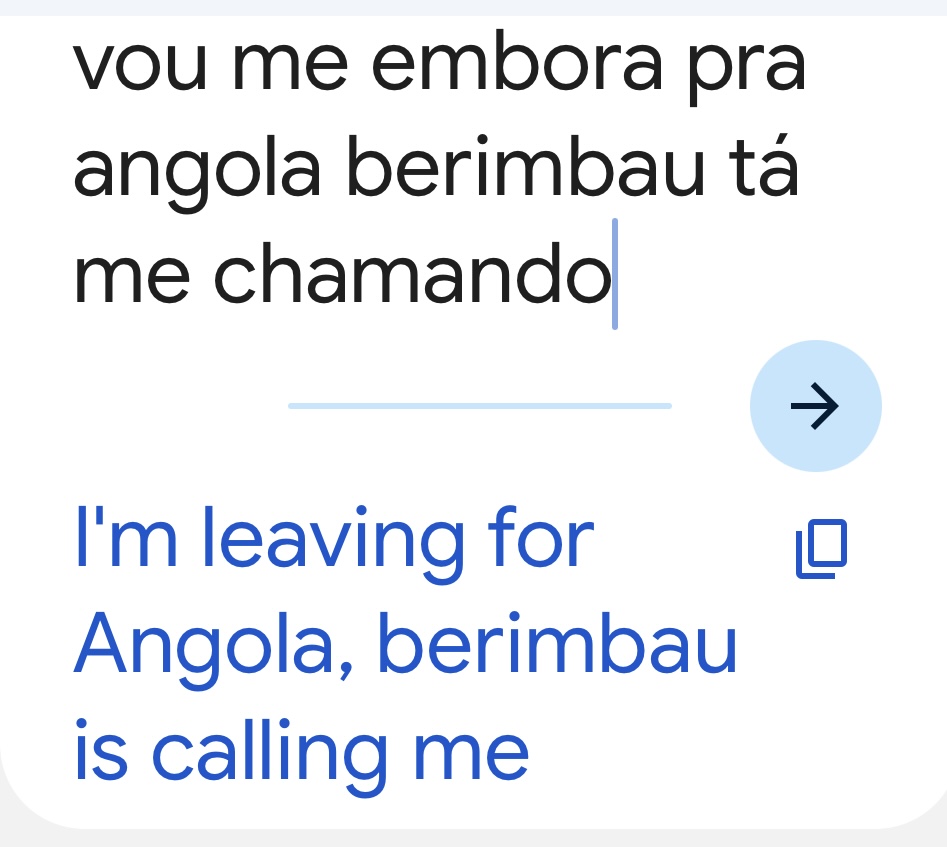 vou me embora pra
angola berimbau tá
me chamando
I'm leaving for
Angola, berimbau
is calling me